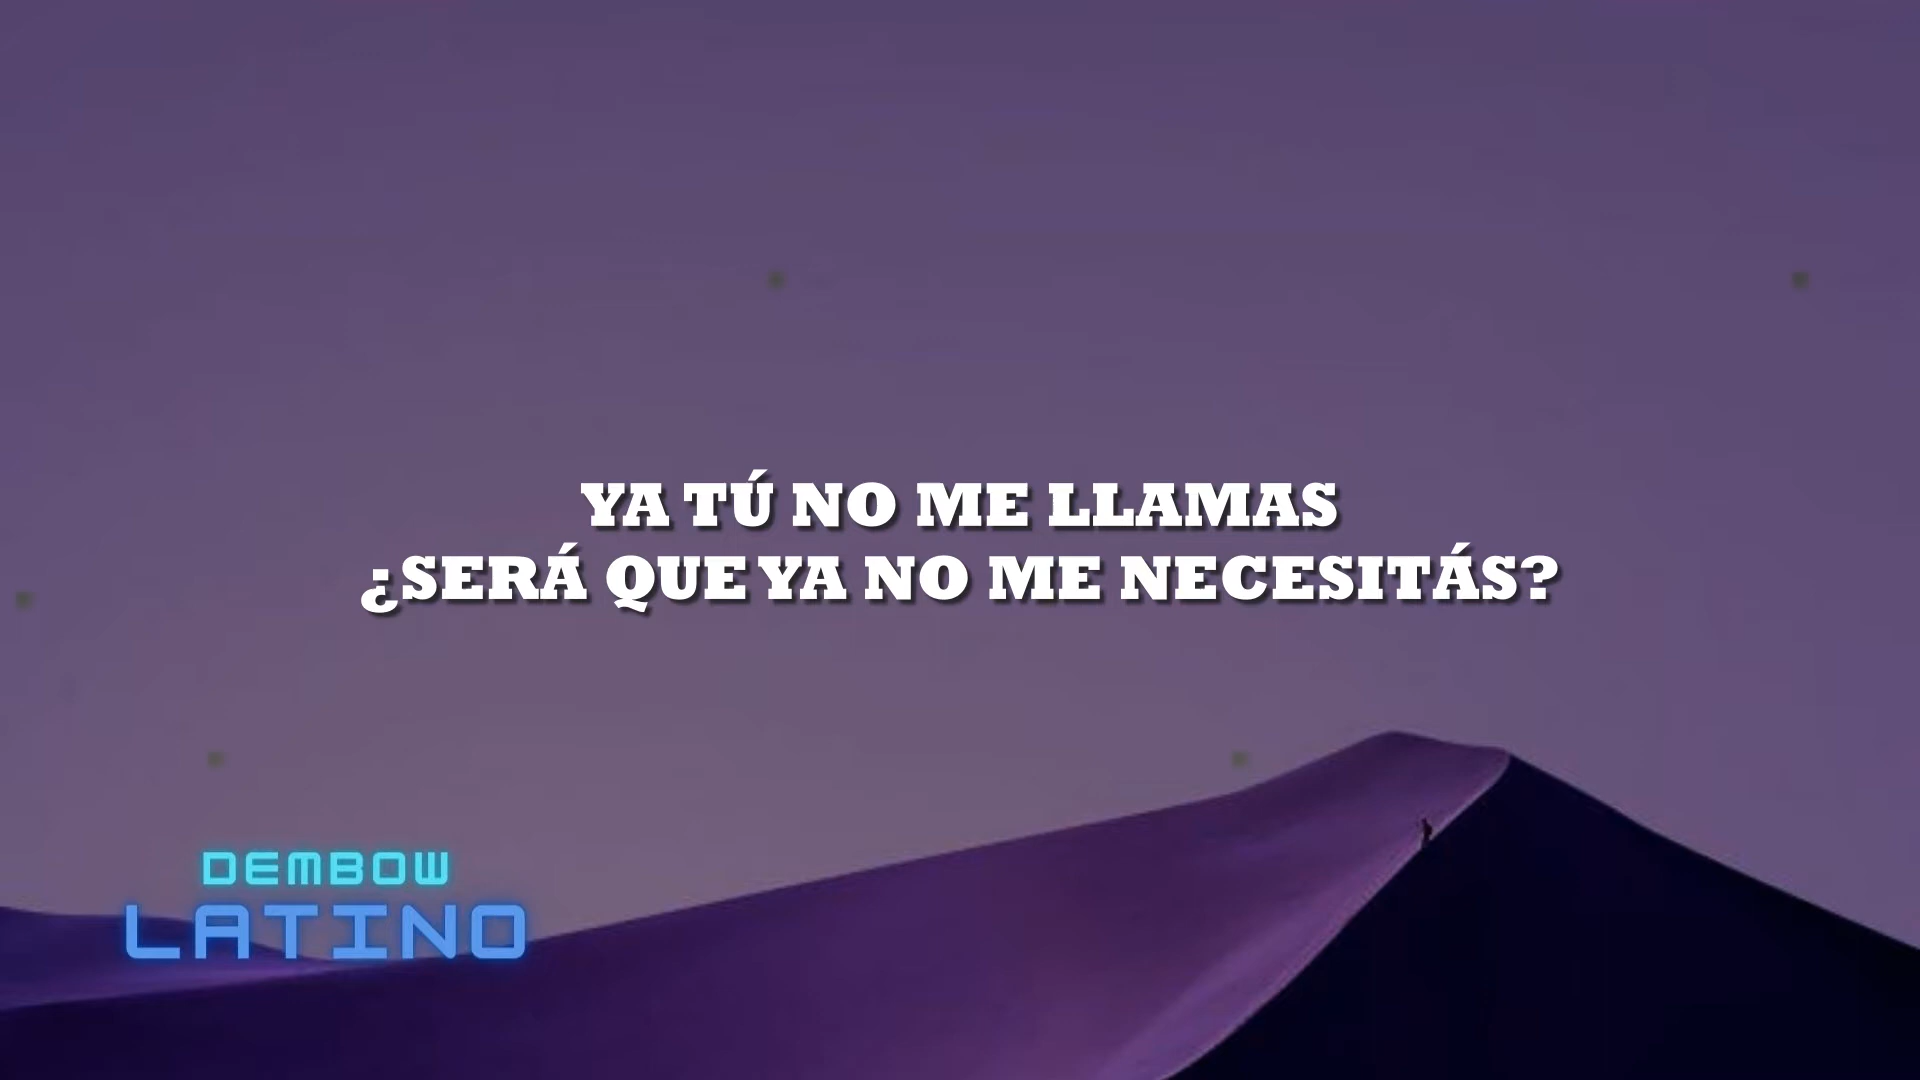 YA TÚ NO ME LLAMAS
¿SERÁ QUE YA NO ME NECESITÁS?
DEMBOW
LATINO